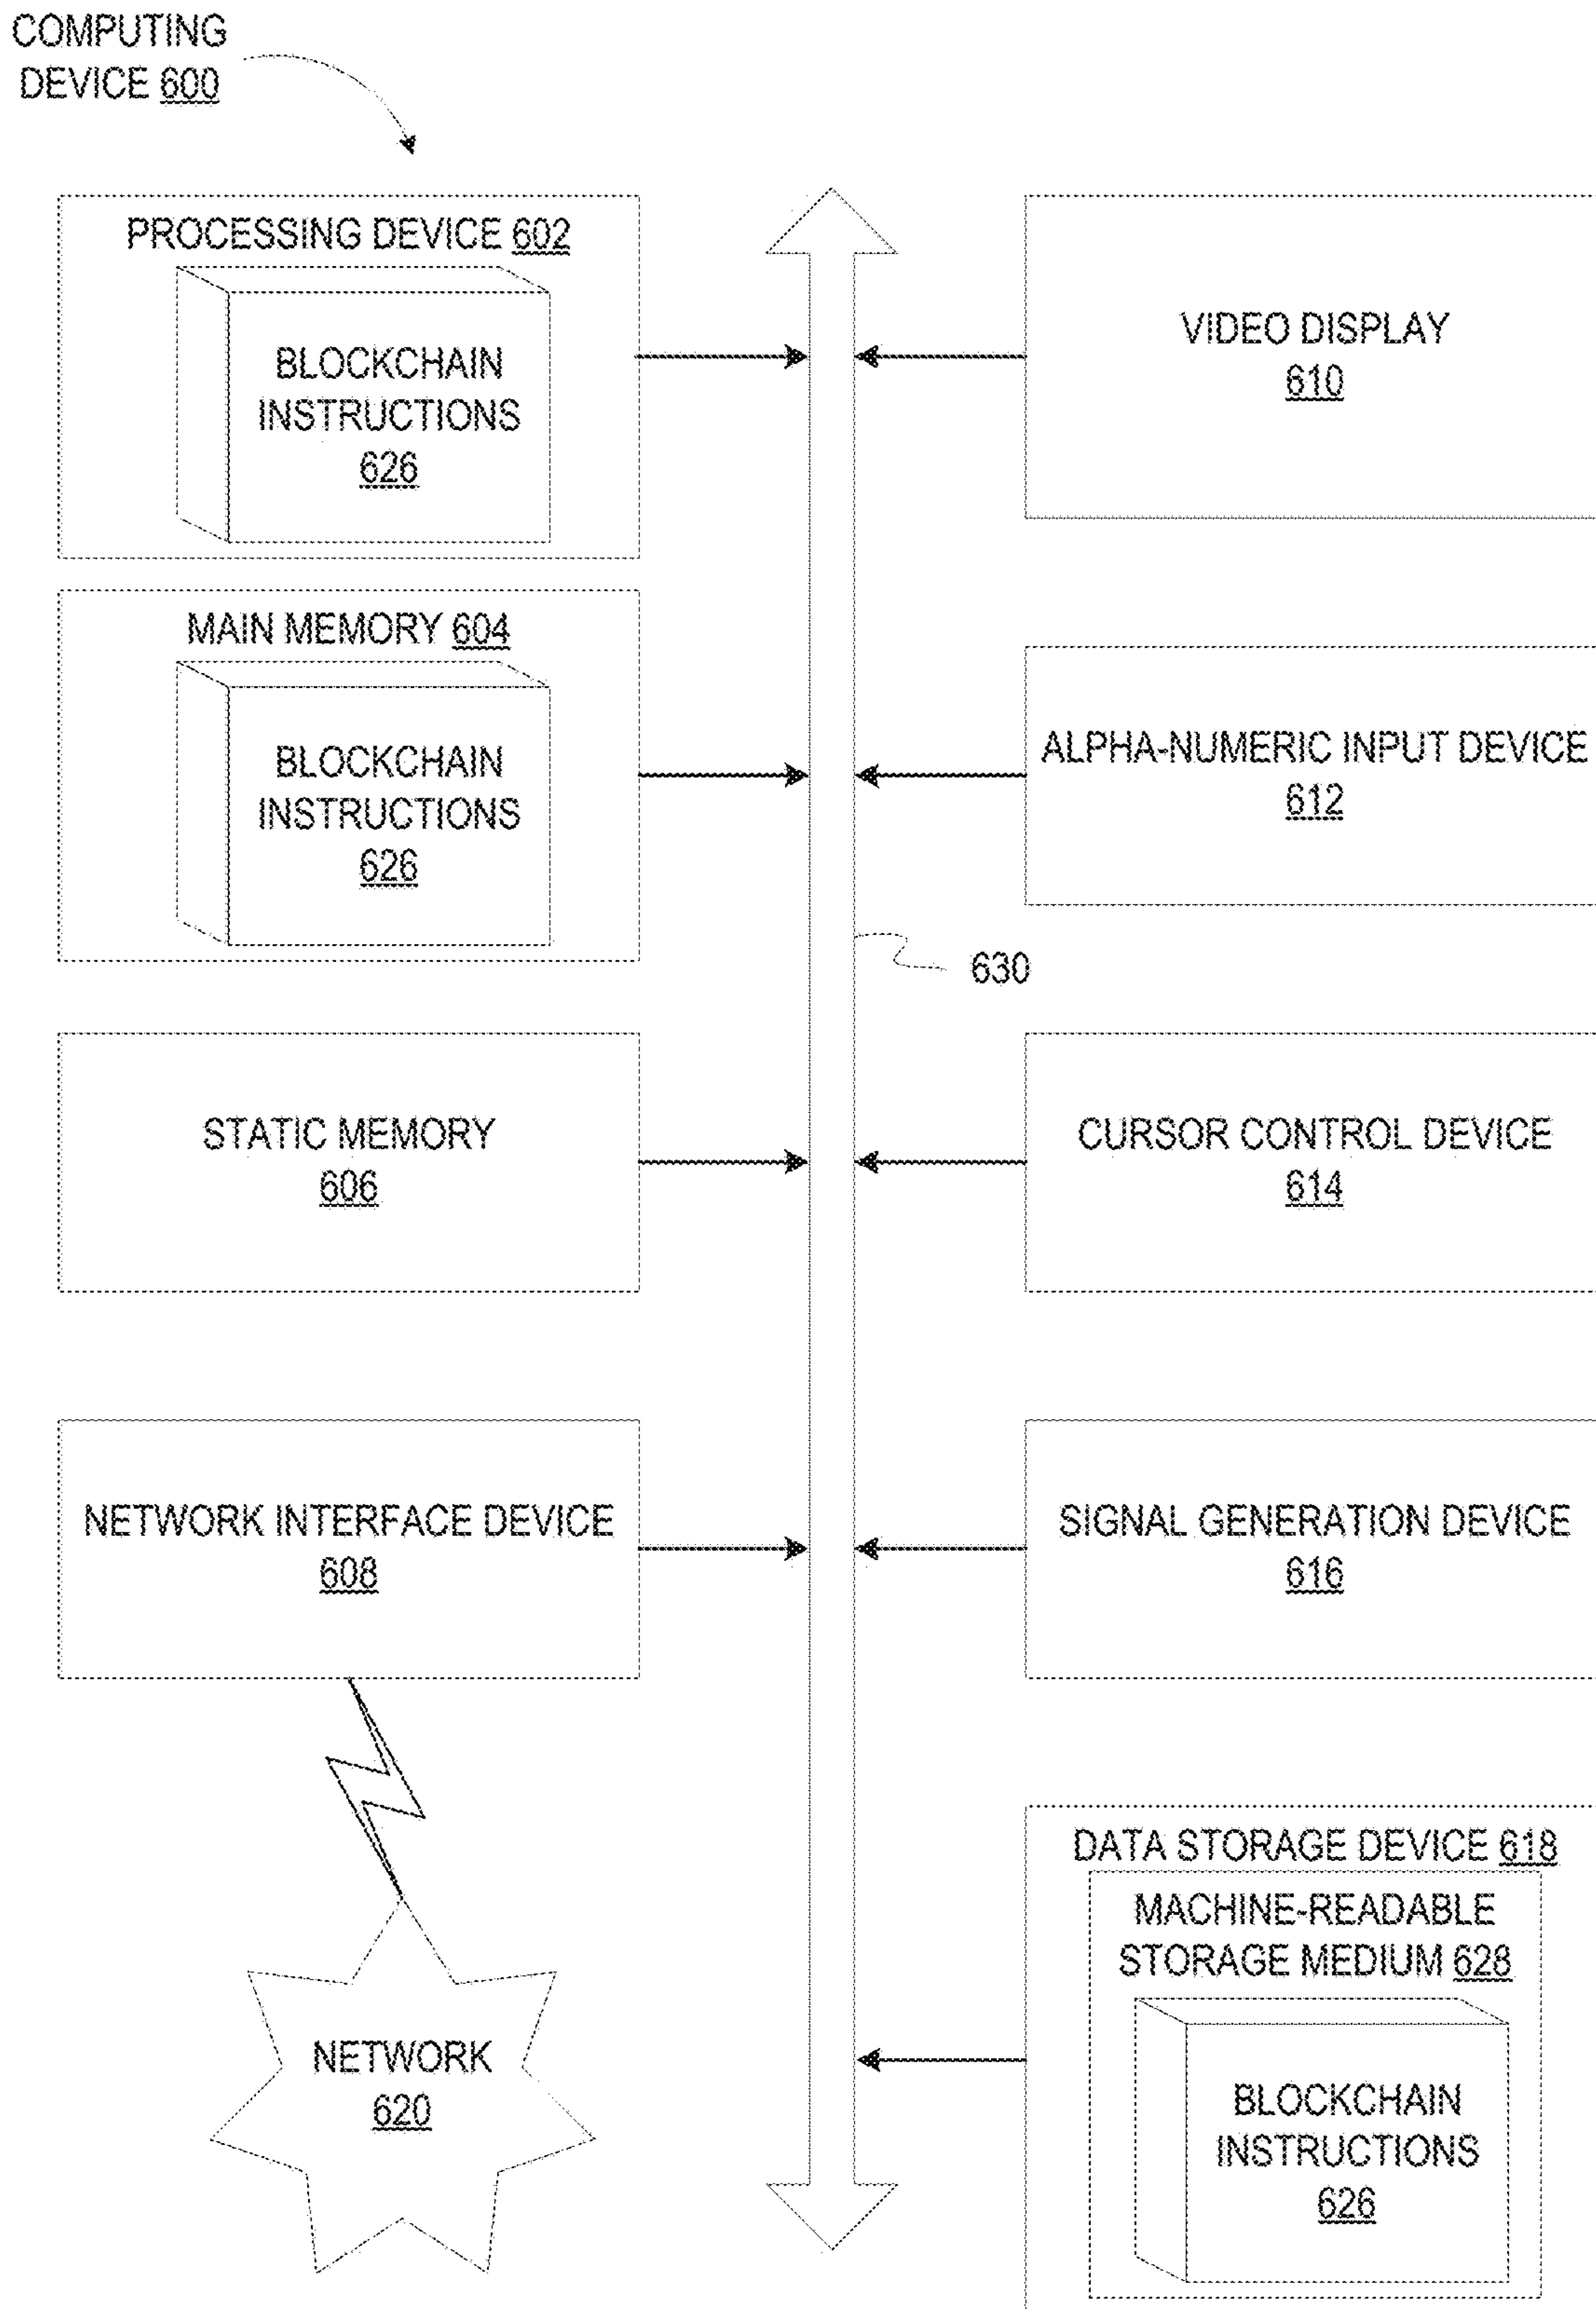 COMPUTING
DEVICE 600
PROCESSING DEVICE 602
BLOCKCHAIN
INSTRUCTIONS
626
VIDEO DISPLAY
610
MAIN MEMORY 604
BLOCKCHAIN
INSTRUCTIONS
626
ALPHA-NUMERIC INPUT DEVICE
612
630
STATIC MEMORY
606
CURSOR CONTROL DEVICE
614
NETWORK INTERFACE DEVICE
608
SIGNAL GENERATION DEVICE
616
NETWORK
620
DATA STORAGE DEVICE 618
MACHINE-READABLE
STORAGE MEDIUM 628
BLOCKCHAIN
INSTRUCTIONS
626